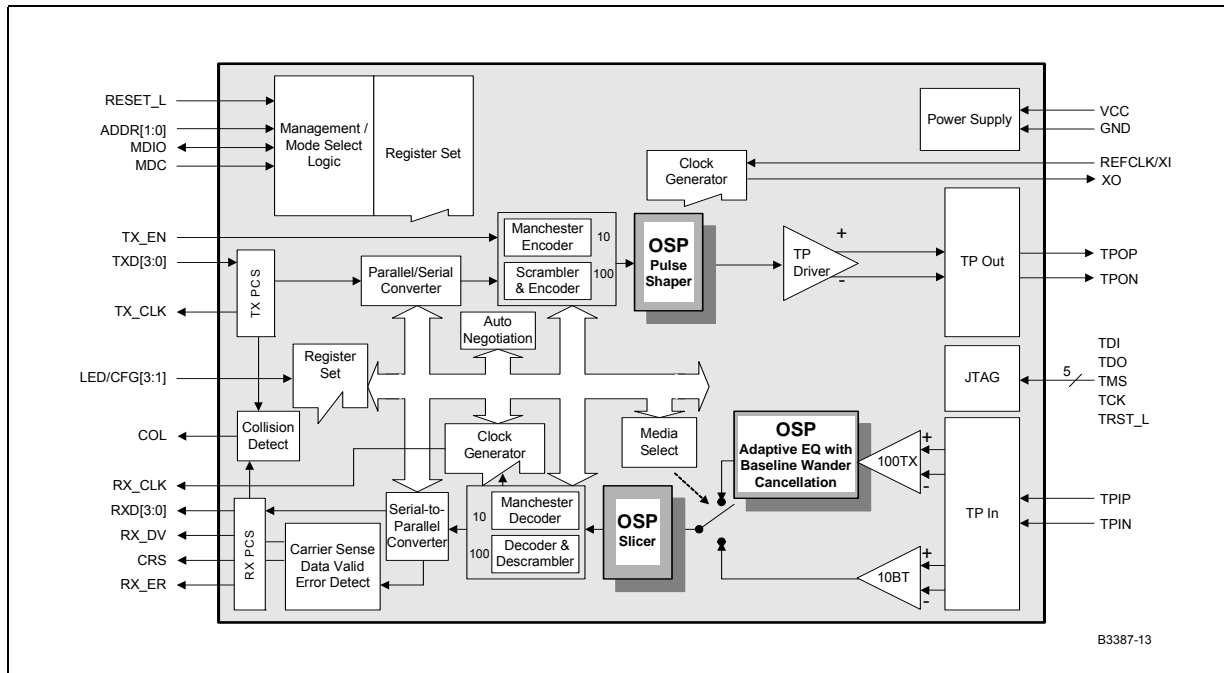 RESET_L
ADDR[1:0]
MDIO
MDC
Management /
Mode Select
Logic
Register Set
Power Supply
VCC
GND
Clock
Generator
REFCLK/XI
XO
TX_EN
TXD[3:0]
TX_CLK
TX PCS
Parallel/Serial
Converter
Manchester
Encoder
10
Scrambler
& Encoder
100
OSP
Pulse
Shaper
TP
Driver
+
-
TP Out
TPOP
TPON
Auto
Negotiation
LED/CFG[3:1]
Register
Set
JTAG
5
TDI
TDO
TMS
TCK
TRST_L
COL
Collision
Detect
Clock
Generator
Media
Select
OSP
Adaptive EQ with
Baseline Wander
Cancellation
100TX
+
-
TP In
TPIP
TPIN
RX_CLK
RXD[3:0]
RX_DV
CRS
RX_ER
RX PCS
Carrier Sense
Data Valid
Error Detect
Serial-to-
Parallel
Converter
10
Manchester
Decoder
100
Decoder &
Descrambler
OSP
Slicer
10BT
+
-
B3387-13